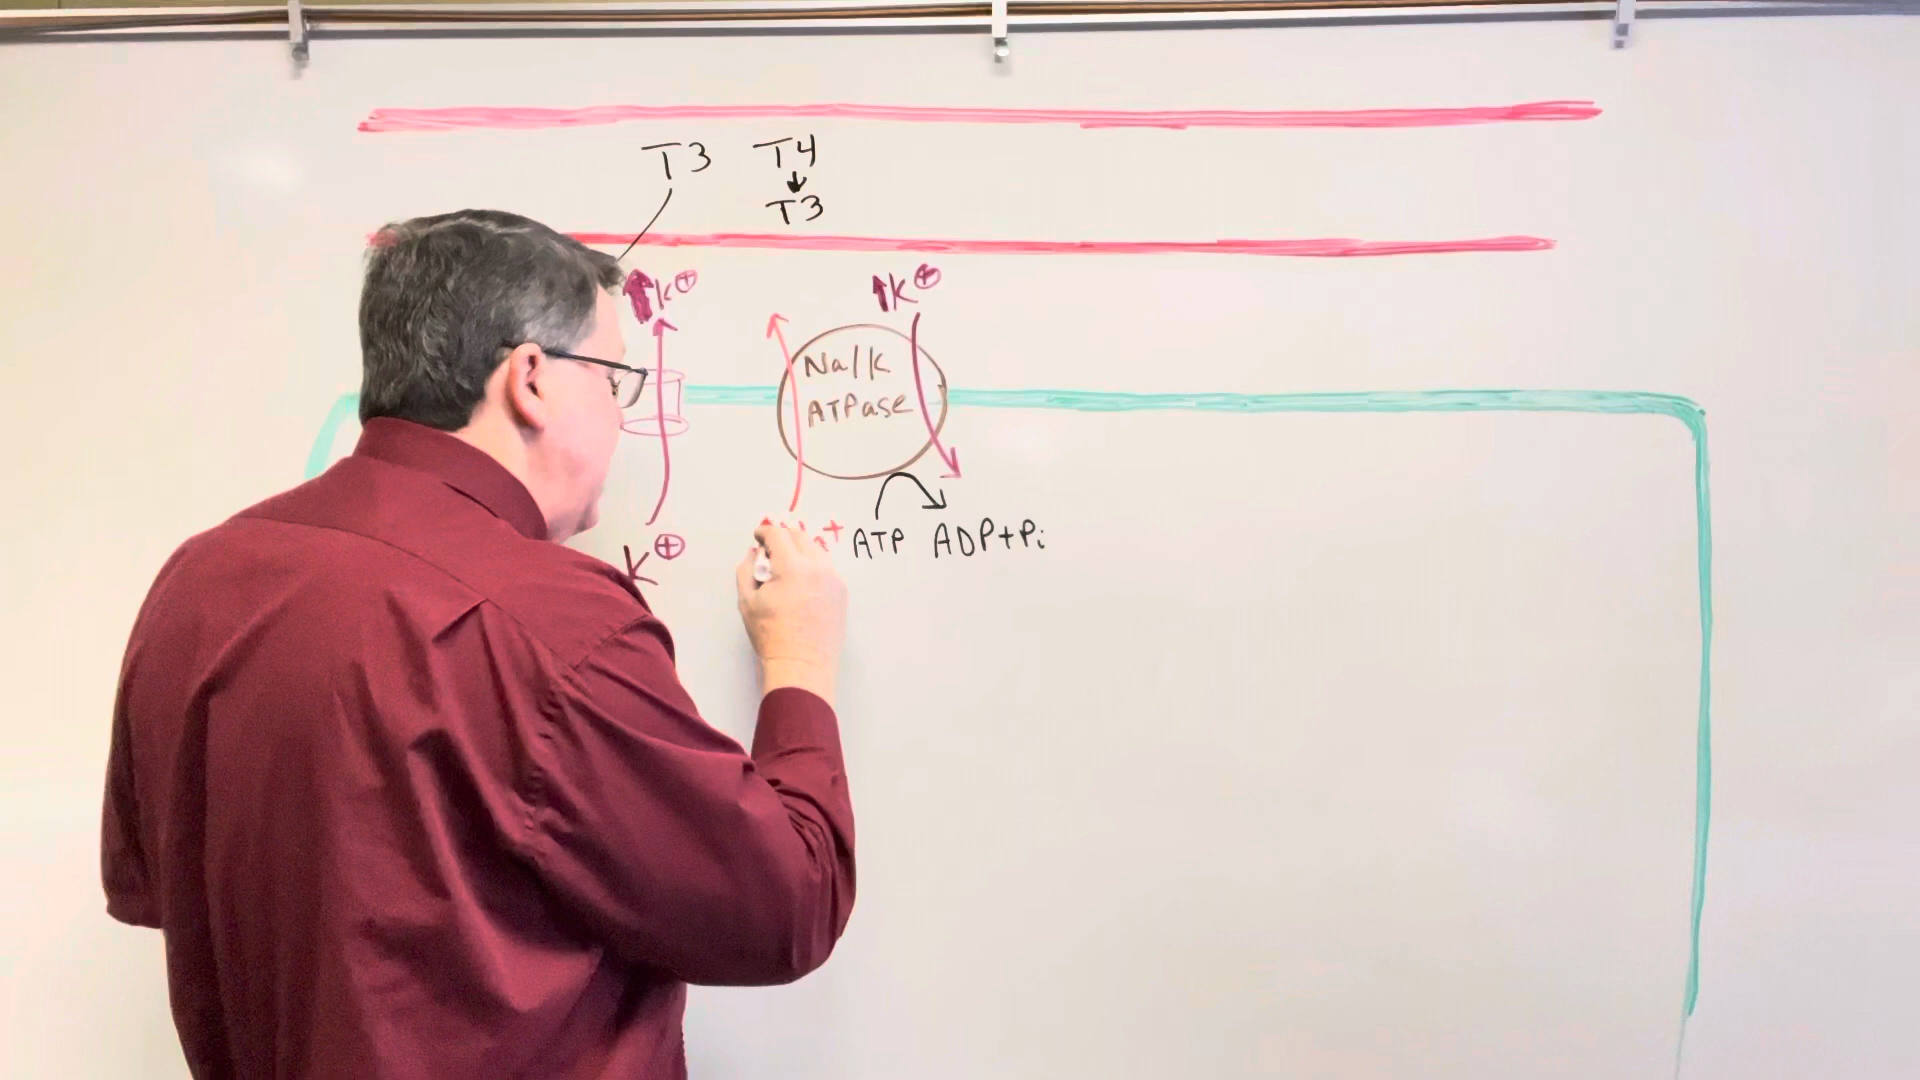 T3 T4
↓
T3
↑K⊕ ↑K⊕
Na/K
ATPase
K⊕ ATP ADP+Pi